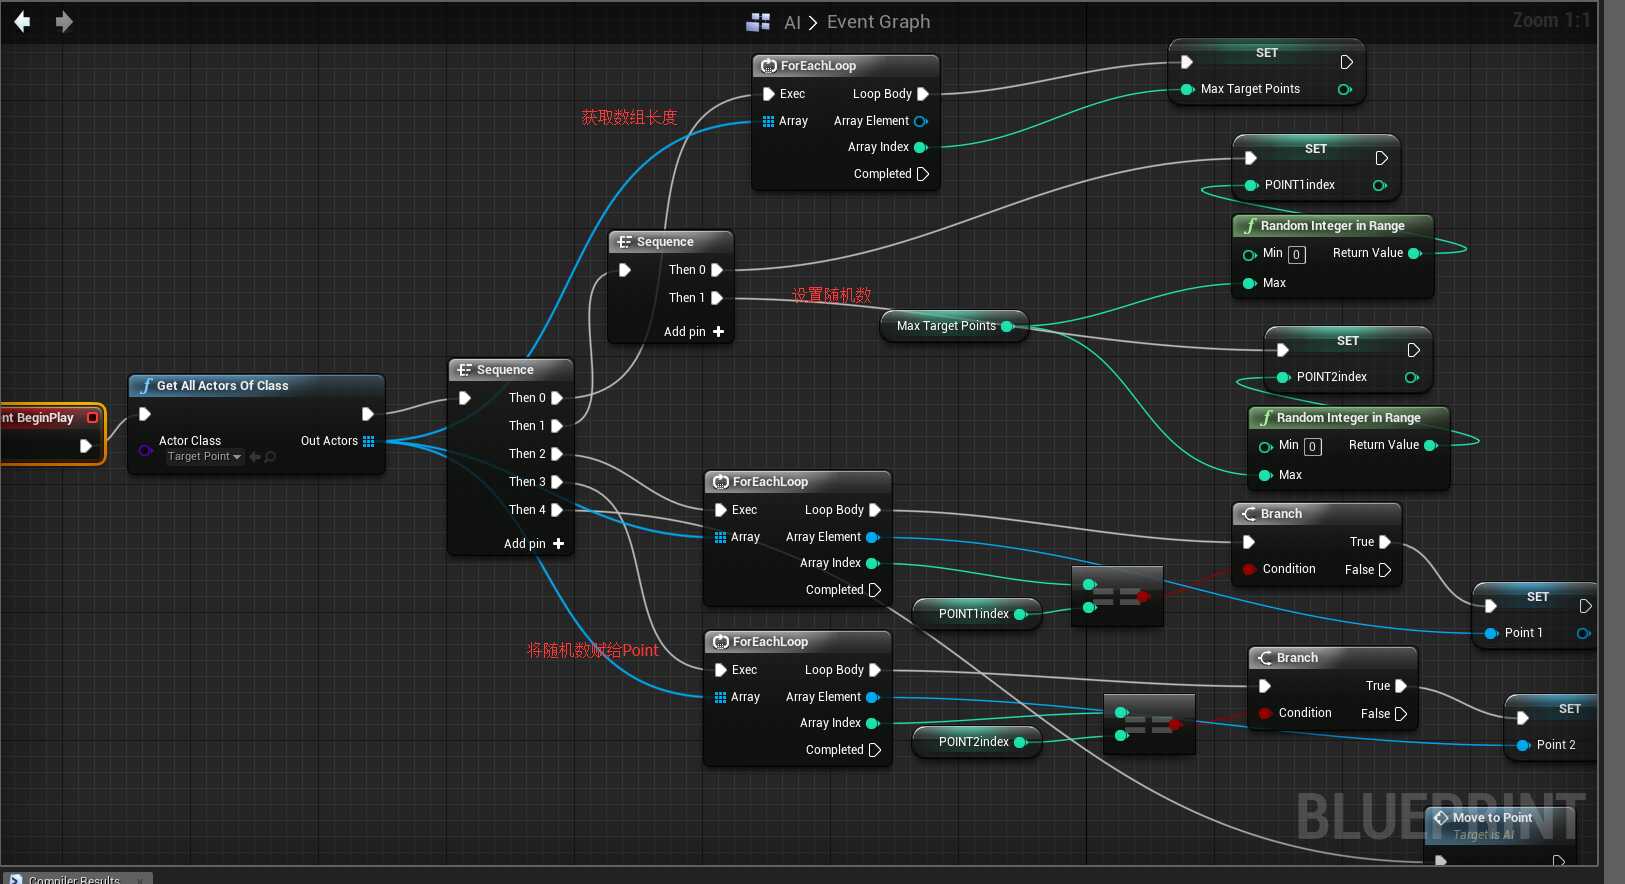 AI > Event Graph
Zoom 1:1
ForEachLoop
Exec
Loop Body
Array
Array Element
Array Index
Completed
获取数组长度
SET
Max Target Points
SET
POINT1index
Random Integer in Range
Min 0
Return Value
Max
Sequence
Then 0
Then 1
Add pin +
设置随机数
Max Target Points
SET
POINT2index
Random Integer in Range
Min 0
Return Value
Max
nt BeginPlay
Get All Actors Of Class
Actor Class
Target Point
Out Actors
Sequence
Then 0
Then 1
Then 2
Then 3
Then 4
Add pin +
ForEachLoop
Exec
Loop Body
Array
Array Element
Array Index
Completed
POINT1index
==
Branch
True
Condition
False
SET
Point 1
将随机数赋给Point
ForEachLoop
Exec
Loop Body
Array
Array Element
Array Index
Completed
POINT2index
==
Branch
True
Condition
False
SET
Point 2
BLUEPRINT
Move to Point
Target is AI
Compiler Results